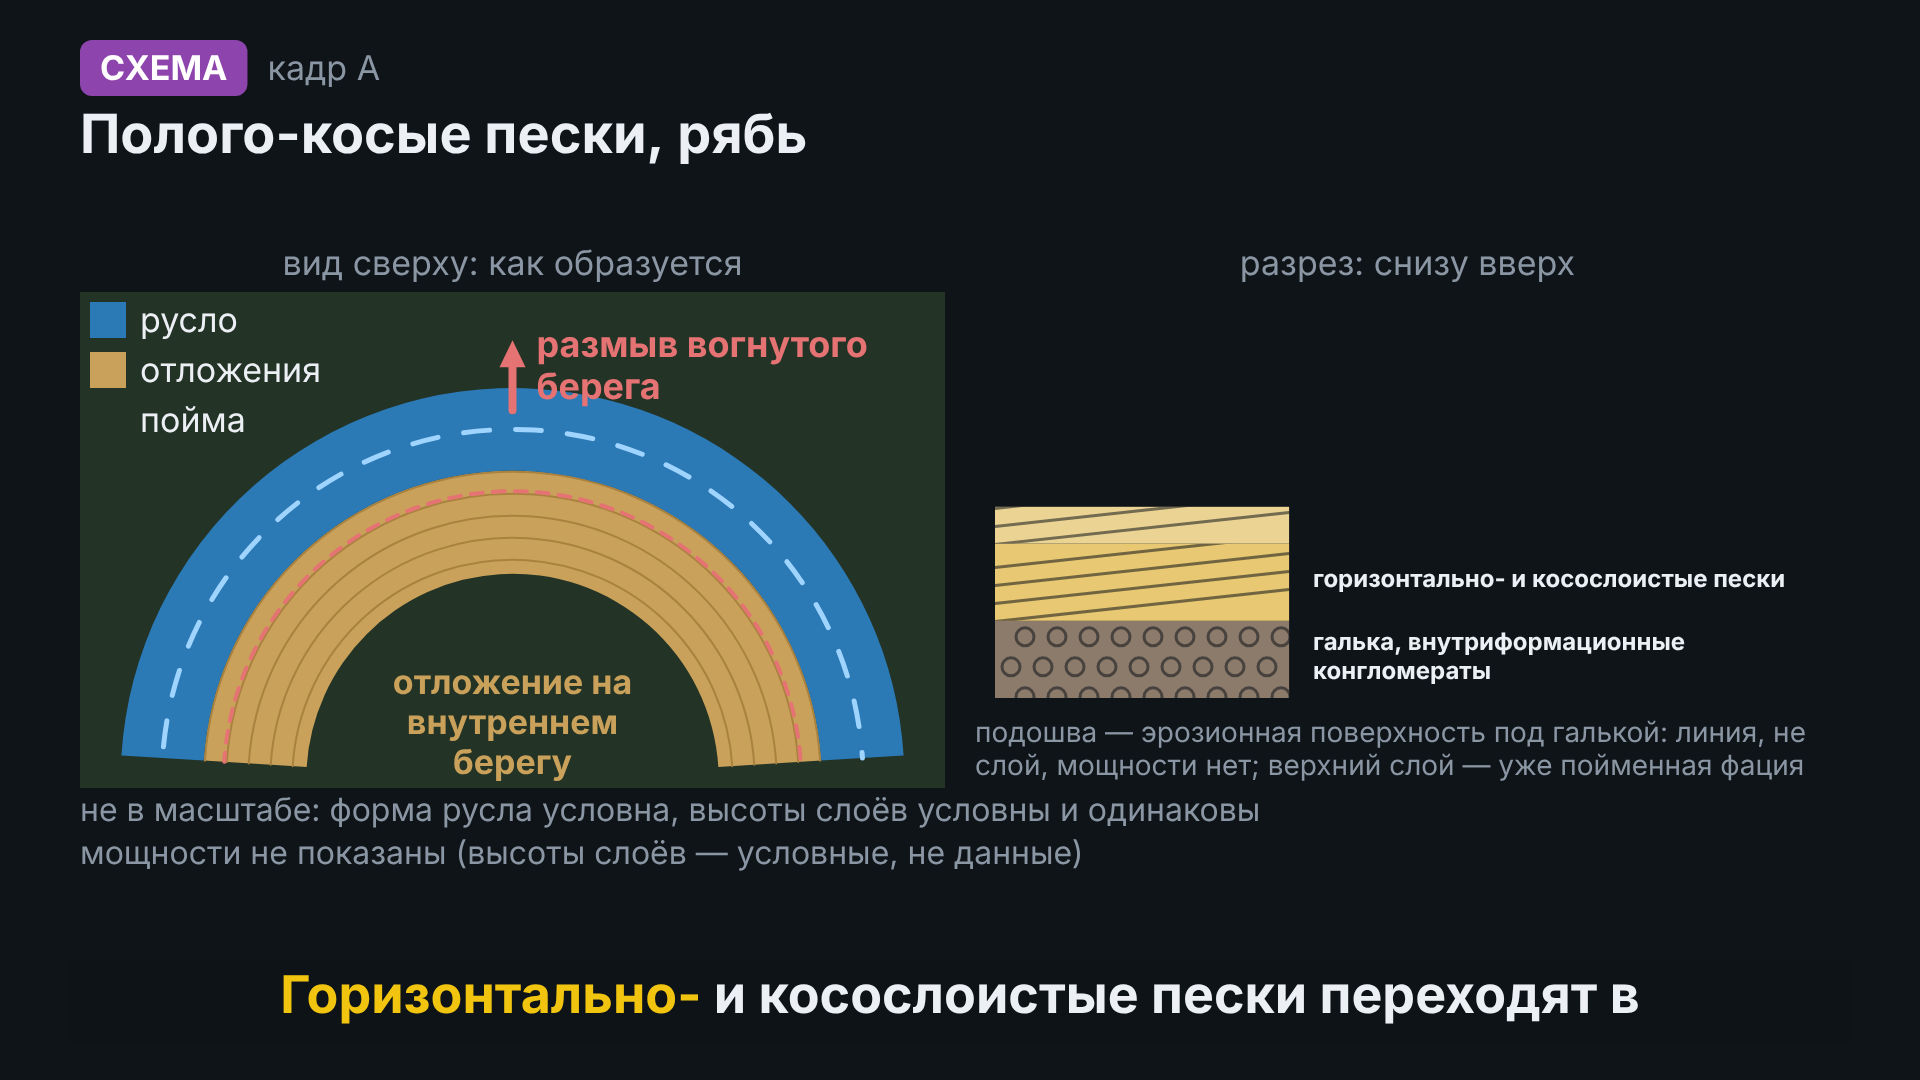 СХЕМА кадр А
Полого-косые пески, рябь
вид сверху: как образуется
русло
отложения
пойма
размыв вогнутого
берега
отложение на
внутреннем
берегу
разрез: снизу вверх
горизонтально- и косослоистые пески
галька, внутриформационные
конгломераты
подошва — эрозионная поверхность под галькой: линия, не
слой, мощности нет; верхний слой — уже пойменная фация
не в масштабе: форма русла условна, высоты слоёв условны и одинаковы
мощности не показаны (высоты слоёв — условные, не данные)
Горизонтально- и косослоистые пески переходят в